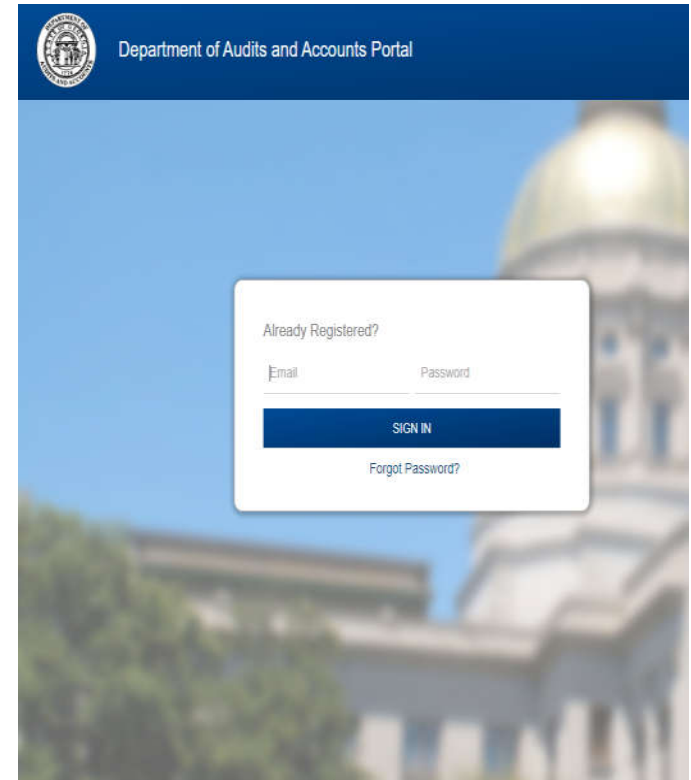 Department of Audits and Accounts Portal
Already Registered?
Email Password
SIGN IN
Forgot Password?